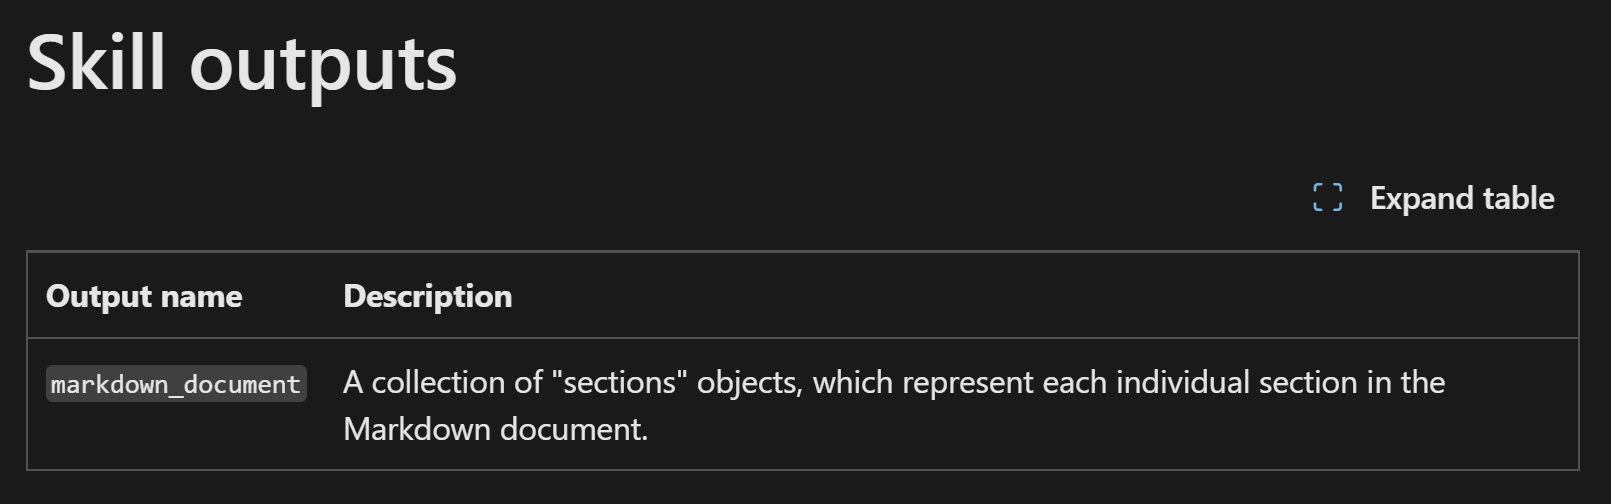 Skill outputs
Expand table
Output name Description
markdown_document A collection of "sections" objects, which represent each individual section in the
Markdown document.